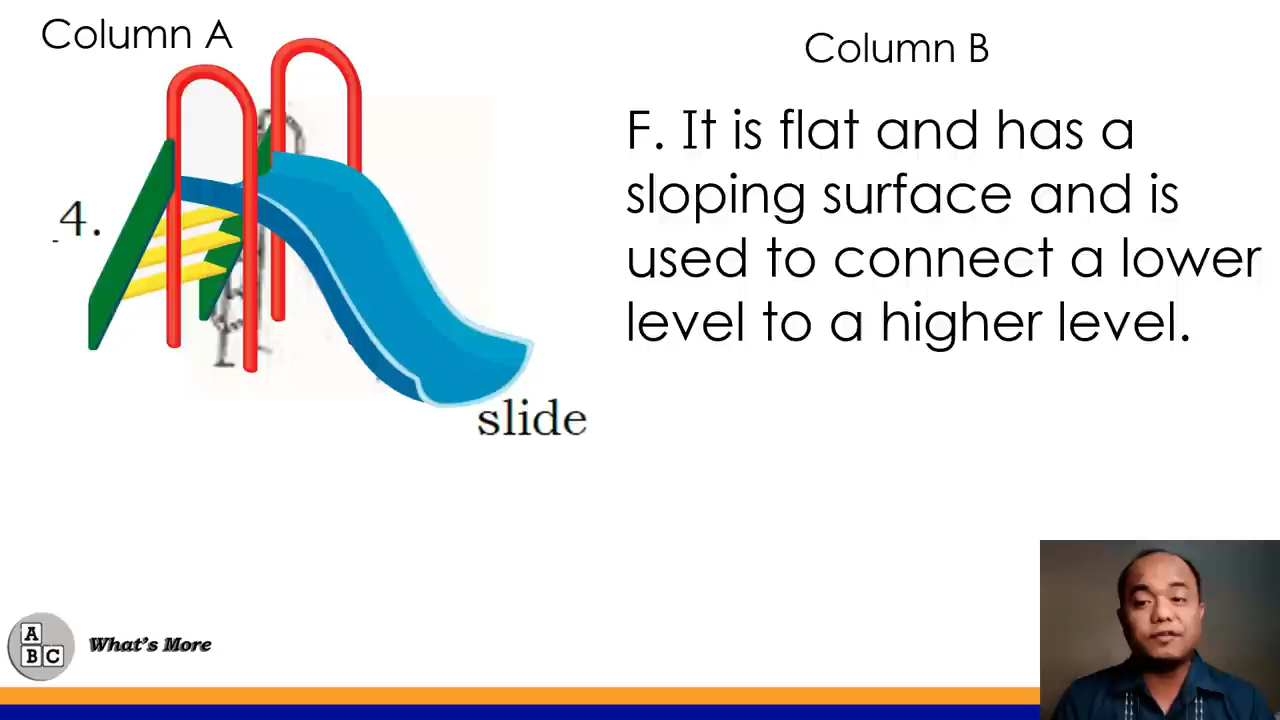 Column A
Column B
4.
F. It is flat and has a
sloping surface and is
used to connect a lower
level to a higher level.
slide
A
B C
What's More